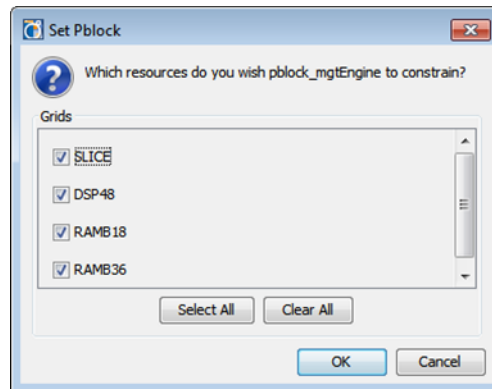 Set Pblock
Which resources do you wish pblock_mgtEngine to constrain?
Grids
SLICE
DSP48
RAMB18
RAMB36
Select All Clear All
OK Cancel